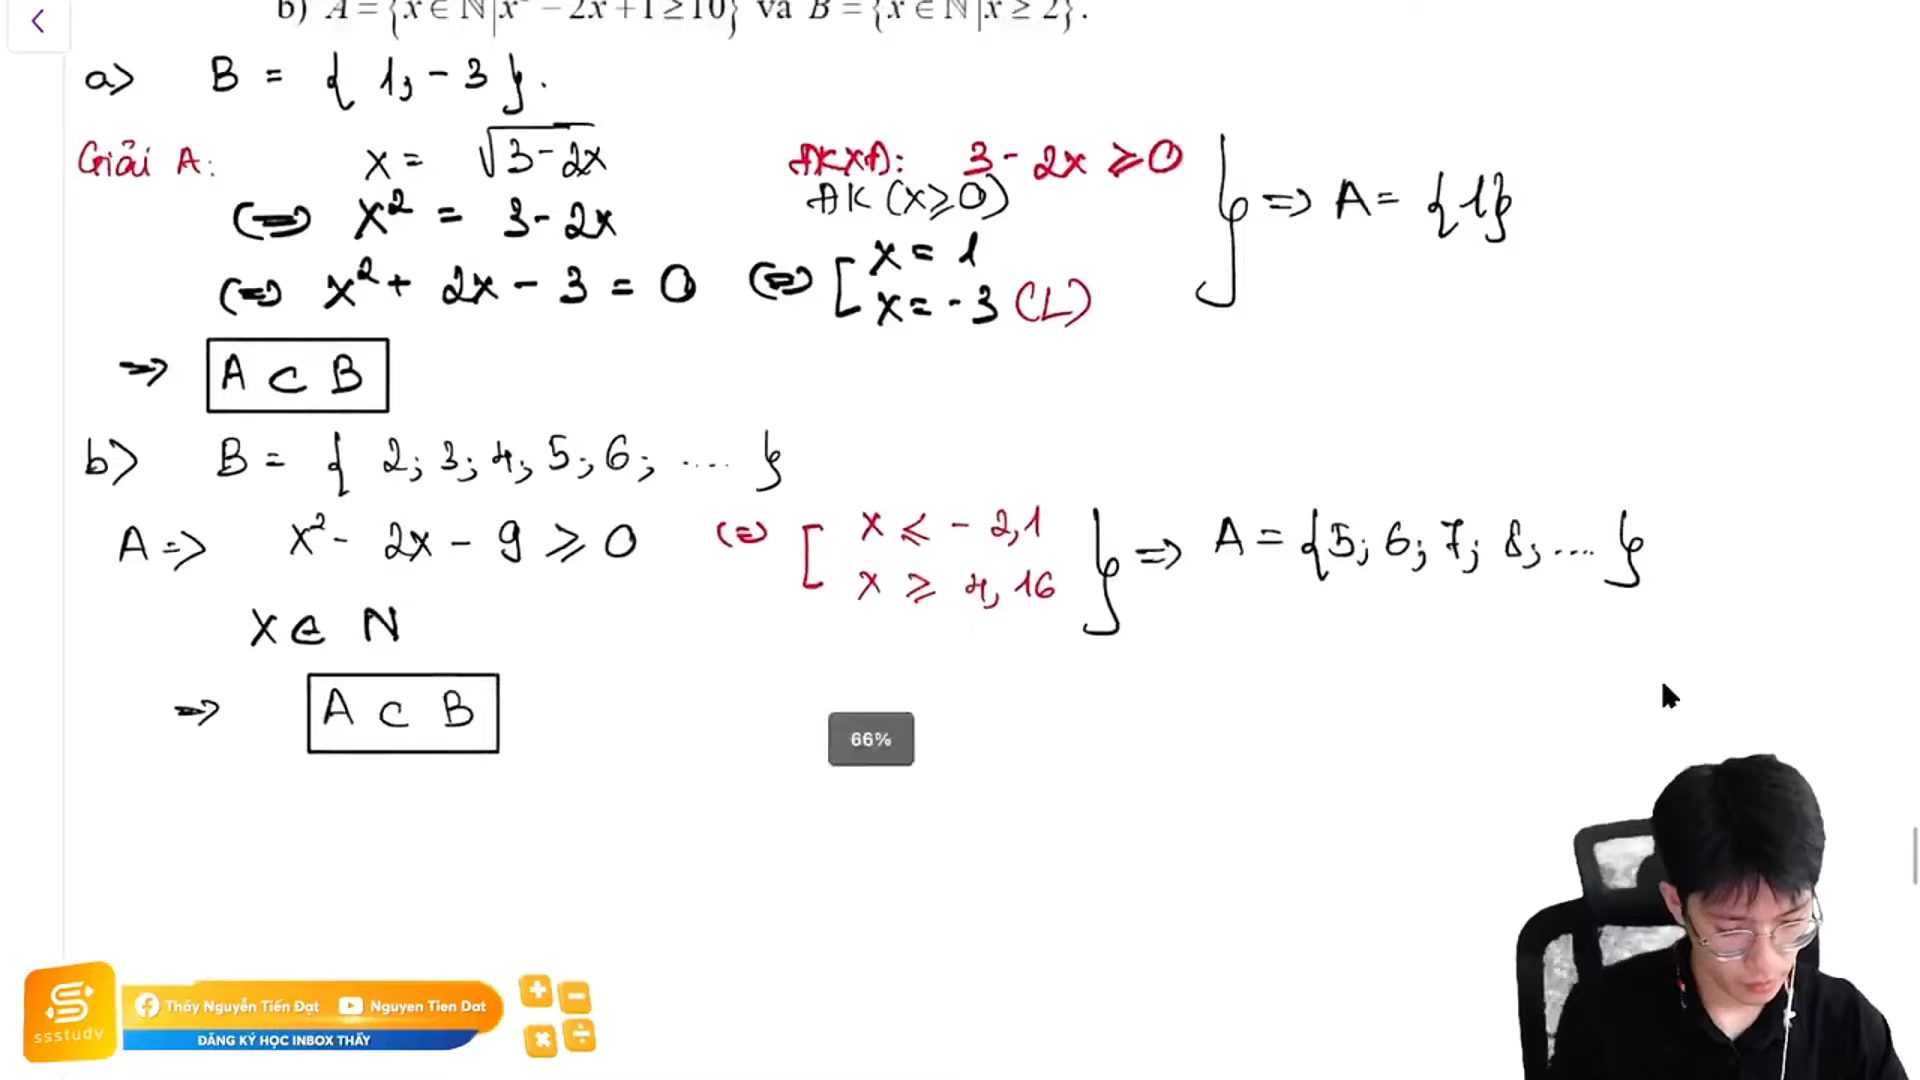 b) A = {x ∈ ℕ | x² − 2x + 1 ≥ 10} và B = {x ∈ ℕ | x ≥ 2}.
a> B = { 1; -3 }.
Giải A: x = √(3-2x) ĐKXĐ: 3 - 2x ≥ 0
ĐK (x ≥ 0)
(=) x² = 3 - 2x } => A = {1}
(=) x² + 2x - 3 = 0 (=) [ x = 1
x = -3 (L)
=> A ⊂ B
b> B = { 2; 3; 4; 5; 6; .... }
A => x² - 2x - 9 ≥ 0 (=) [ x ≤ - 2,1
x ≥ 4,16 } => A = {5; 6; 7; 8; .... }
x ∈ N
=> A ⊂ B
66%
ssstudy
Thầy Nguyễn Tiến Đạt Nguyen Tien Dat
ĐĂNG KÝ HỌC INBOX THẦY